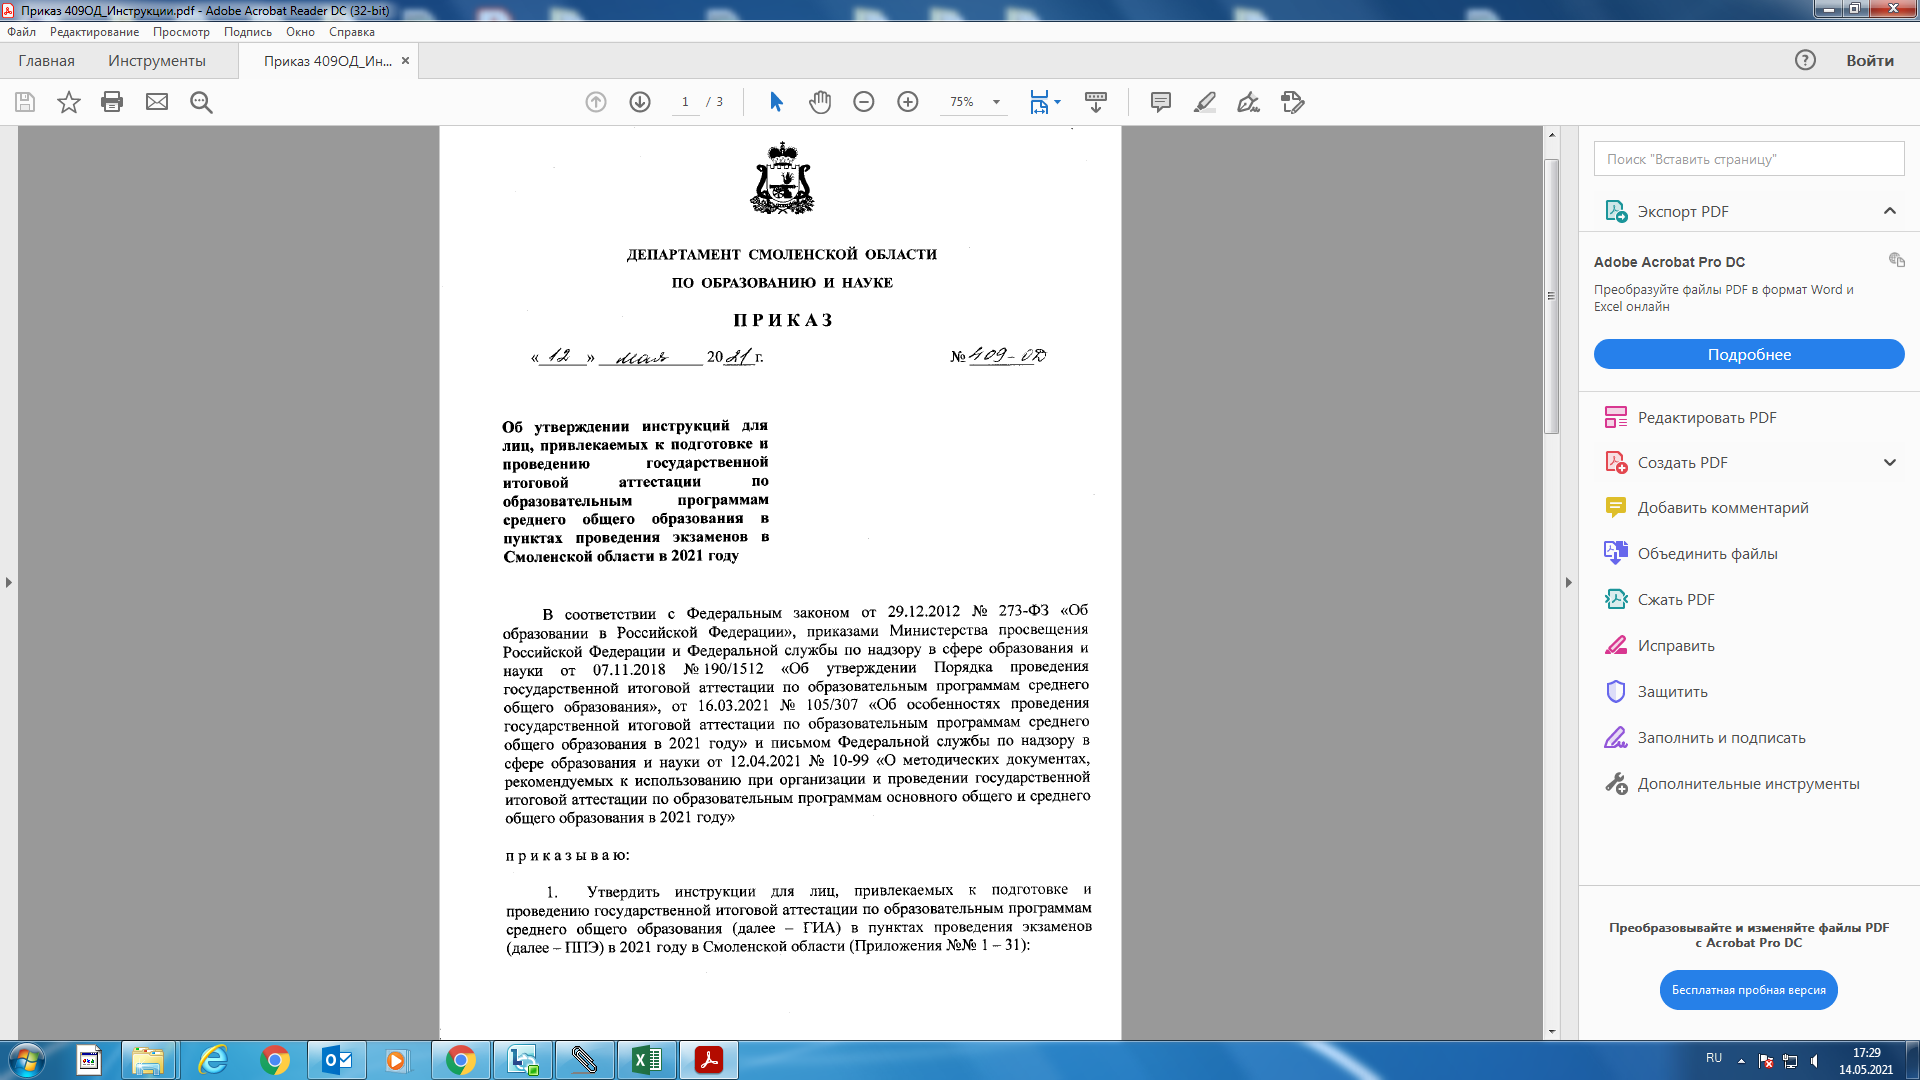 Приказ 409ОД_Инструкции.pdf - Adobe Acrobat Reader DC (32-bit)
Файл Редактирование Просмотр Подпись Окно Справка
Главная Инструменты Приказ 409ОД_Ин... ×
Войти
1 / 3 75%
ДЕПАРТАМЕНТ СМОЛЕНСКОЙ ОБЛАСТИ
ПО ОБРАЗОВАНИЮ И НАУКЕ
П Р И К А З
« 12 » мая 20 21 г. № 409-ОД
Об утверждении инструкций для
лиц, привлекаемых к подготовке и
проведению государственной
итоговой аттестации по
образовательным программам
среднего общего образования в
пунктах проведения экзаменов в
Смоленской области в 2021 году
В соответствии с Федеральным законом от 29.12.2012 № 273-ФЗ «Об
образовании в Российской Федерации», приказами Министерства просвещения
Российской Федерации и Федеральной службы по надзору в сфере образования и
науки от 07.11.2018 № 190/1512 «Об утверждении Порядка проведения
государственной итоговой аттестации по образовательным программам среднего
общего образования», от 16.03.2021 № 105/307 «Об особенностях проведения
государственной итоговой аттестации по образовательным программам среднего
общего образования в 2021 году» и письмом Федеральной службы по надзору в
сфере образования и науки от 12.04.2021 № 10-99 «О методических документах,
рекомендуемых к использованию при организации и проведении государственной
итоговой аттестации по образовательным программам основного общего и среднего
общего образования в 2021 году»
п р и к а з ы в а ю:
1. Утвердить инструкции для лиц, привлекаемых к подготовке и
проведению государственной итоговой аттестации по образовательным программам
среднего общего образования (далее – ГИА) в пунктах проведения экзаменов
(далее – ППЭ) в 2021 году в Смоленской области (Приложения №№ 1 – 31):
Поиск "Вставить страницу"
Экспорт PDF
Adobe Acrobat Pro DC
Преобразуйте файлы PDF в формат Word и
Excel онлайн
Подробнее
Редактировать PDF
Создать PDF
Добавить комментарий
Объединить файлы
Сжать PDF
Исправить
Защитить
Заполнить и подписать
Дополнительные инструменты
Преобразовывайте и изменяйте файлы PDF
с Acrobat Pro DC
Бесплатная пробная версия
RU
17:29
14.05.2021